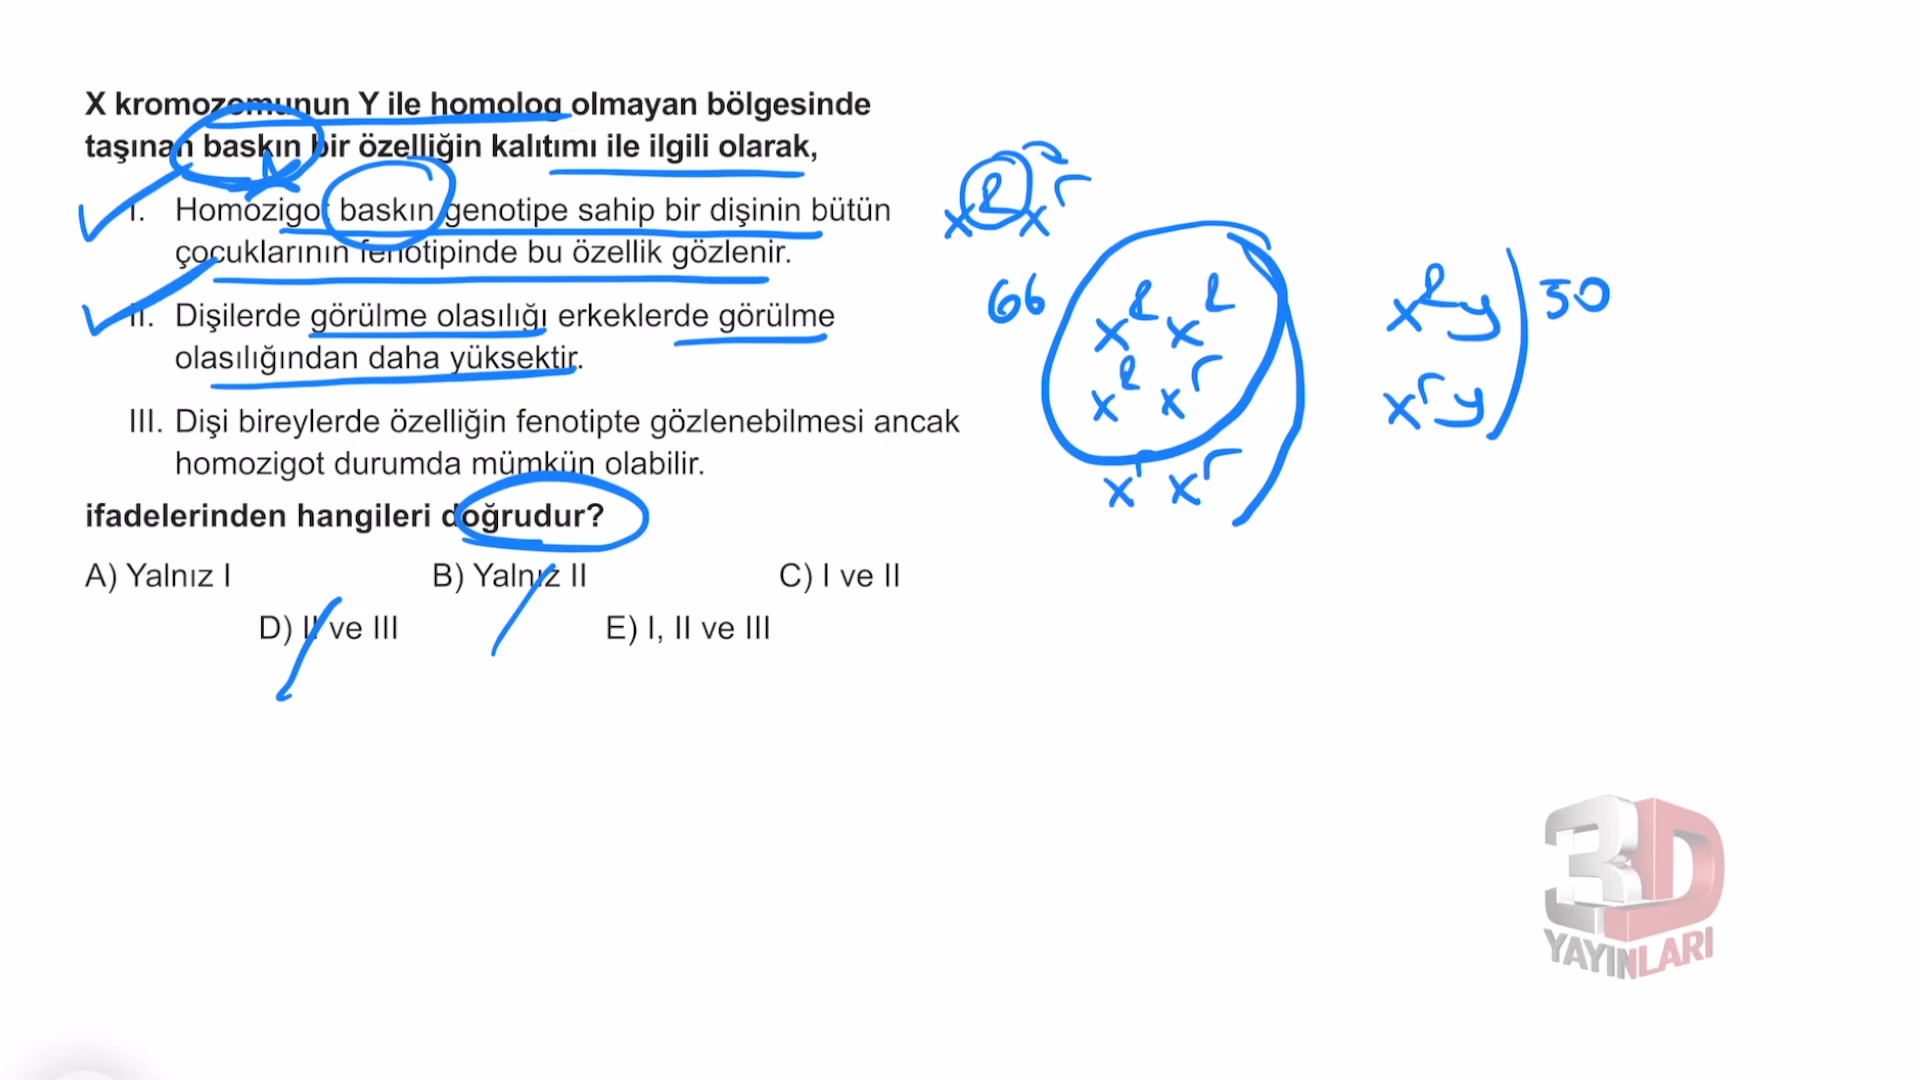 X kromozomunun Y ile homolog olmayan bölgesinde
taşınan baskın bir özelliğin kalıtımı ile ilgili olarak,
I. Homozigot baskın genotipe sahip bir dişinin bütün
çocuklarının fenotipinde bu özellik gözlenir.
II. Dişilerde görülme olasılığı erkeklerde görülme
olasılığından daha yüksektir.
III. Dişi bireylerde özelliğin fenotipte gözlenebilmesi ancak
homozigot durumda mümkün olabilir.
ifadelerinden hangileri doğrudur?
A) Yalnız I B) Yalnız II C) I ve II
D) II ve III E) I, II ve III
x^R x^r
66
x^R x^R
x^R x^r
x^r x^r
x^R y
x^r y
50
3D
YAYINLARI